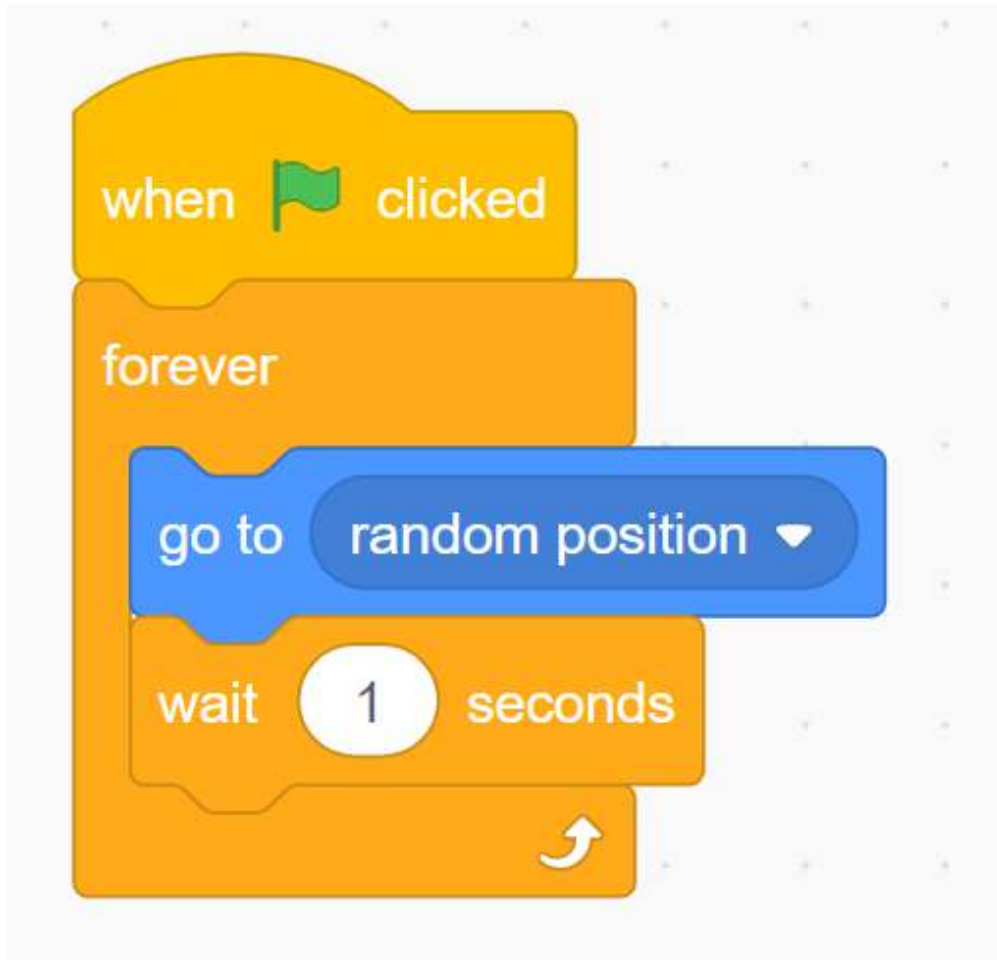 when clicked
forever
go to random position
wait 1 seconds